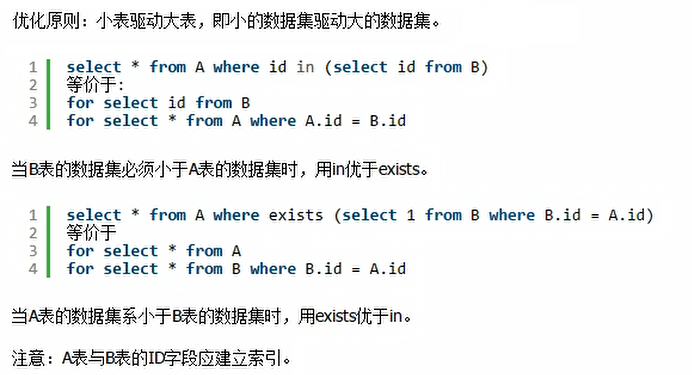 优化原则：小表驱动大表，即小的数据集驱动大的数据集。
1 select * from A where id in (select id from B)
2 等价于:
3 for select id from B
4 for select * from A where A.id = B.id
当B表的数据集必须小于A表的数据集时，用in优于exists。
1 select * from A where exists (select 1 from B where B.id = A.id)
2 等价于
3 for select * from A
4 for select * from B where B.id = A.id
当A表的数据集系小于B表的数据集时，用exists优于in。
注意：A表与B表的ID字段应建立索引。